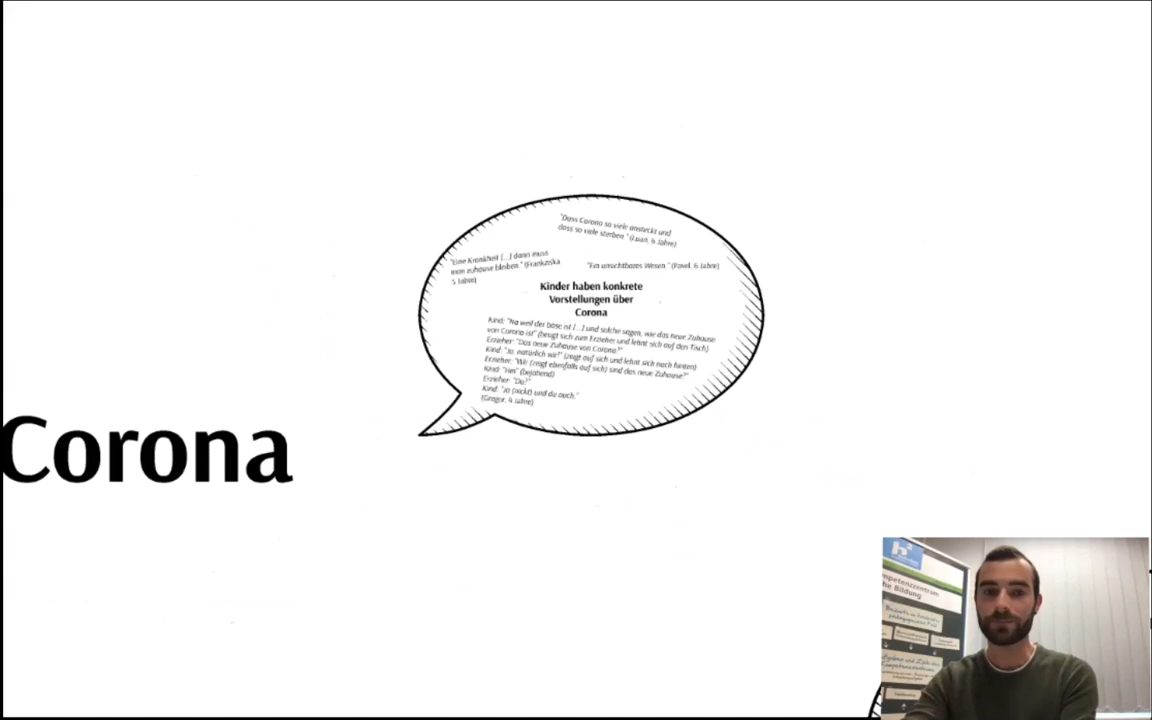 "Dass Corona so viele ansteckt und
dass so viele sterben." (Luan, 6 Jahre)
"Eine Krankheit [...] dann muss
man zuhause bleiben." (Franziska
5 Jahre)
"Ein unsichtbares Wesen." (Pavel, 6 Jahre)
Kinder haben konkrete
Vorstellungen über
Corona
Kind: "Na weil der böse ist [...] und solche sagen, wie das neue Zuhause
von Corona ist" (beugt sich zum Erzieher und lehnt sich auf den Tisch)
Erzieher: "Das neue Zuhause von Corona?"
Kind: "Ja, natürlich wir!" (zeigt auf sich und lehnt sich nach hinten)
Erzieher: "Wir (zeigt ebenfalls auf sich) sind das neue Zuhause?"
Kind: "Hm" (bejahend)
Erzieher: "Du?"
Kind: "Ja (nickt) und du auch."
(Gregor, 4 Jahre)
Corona
h²
mpetenzzentrum
he Bildung